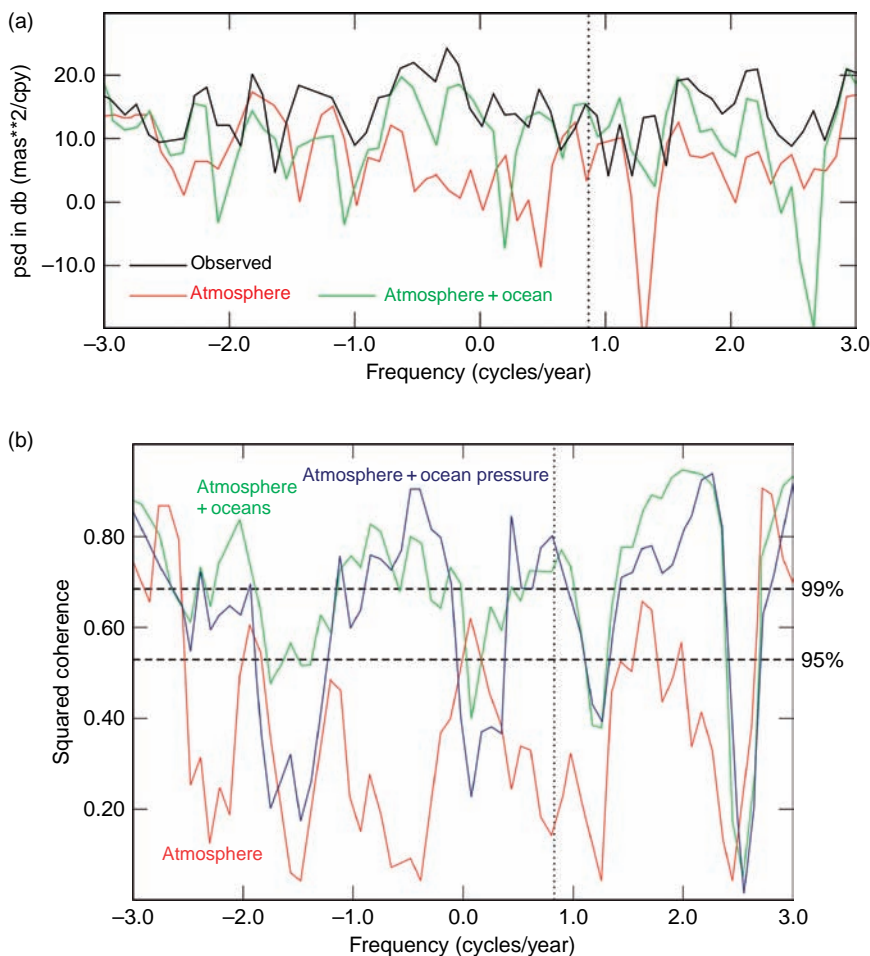 (a)
20.0
10.0
0.0
−10.0
psd in db (mas**2/cpy)
Observed
Atmosphere
Atmosphere + ocean
−3.0 −2.0 −1.0 0.0 1.0 2.0 3.0
Frequency (cycles/year)
(b)
Atmosphere + ocean pressure
Atmosphere
+ oceans
0.80
0.60
0.40
0.20
Squared coherence
99%
95%
Atmosphere
−3.0 −2.0 −1.0 0.0 1.0 2.0 3.0
Frequency (cycles/year)